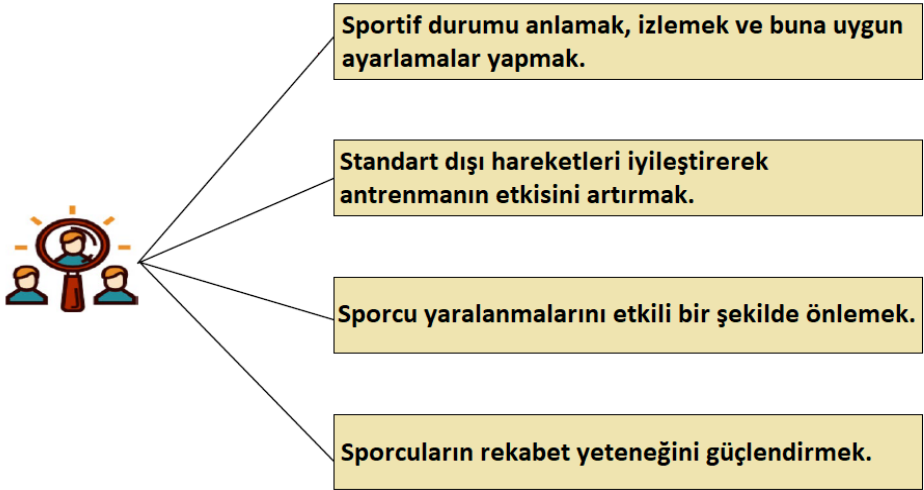 Sportif durumu anlamak, izlemek ve buna uygun
ayarlamalar yapmak.
Standart dışı hareketleri iyileştirerek
antrenmanın etkisini artırmak.
Sporcu yaralanmalarını etkili bir şekilde önlemek.
Sporcuların rekabet yeteneğini güçlendirmek.